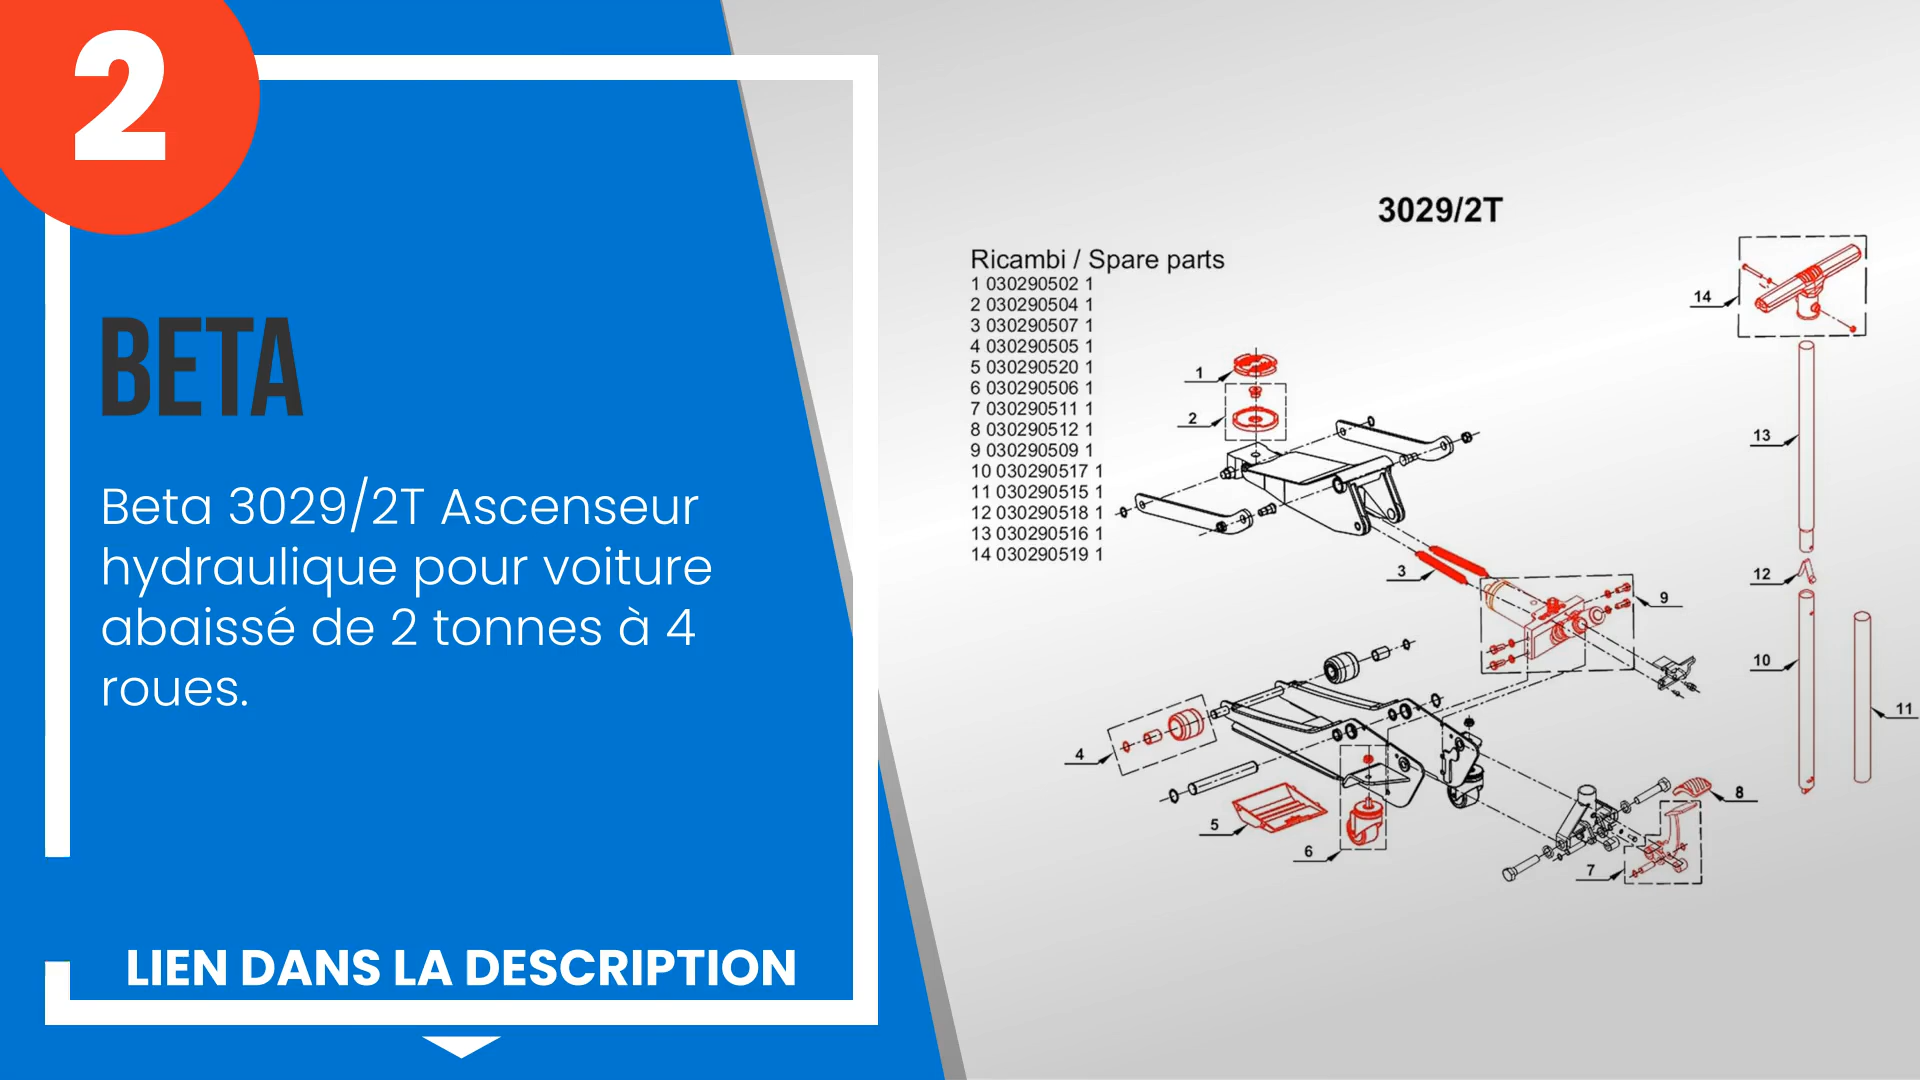 2
BETA
Beta 3029/2T Ascenseur
hydraulique pour voiture
abaissé de 2 tonnes à 4
roues.
LIEN DANS LA DESCRIPTION
3029/2T
Ricambi / Spare parts
1 030290502 1
2 030290504 1
3 030290507 1
4 030290505 1
5 030290520 1
6 030290506 1
7 030290511 1
8 030290512 1
9 030290509 1
10 030290517 1
11 030290515 1
12 030290518 1
13 030290516 1
14 030290519 1
14
1
2
13
3
12
9
10
11
4
8
5
6
7